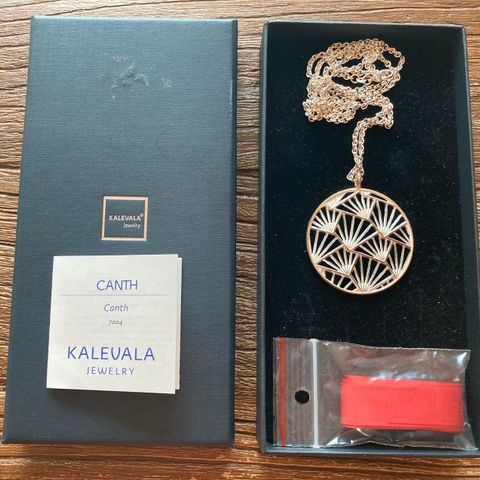 KALEVALA®
jewelry
CANTH
Canth
7004
KALEVALA
JEWELRY